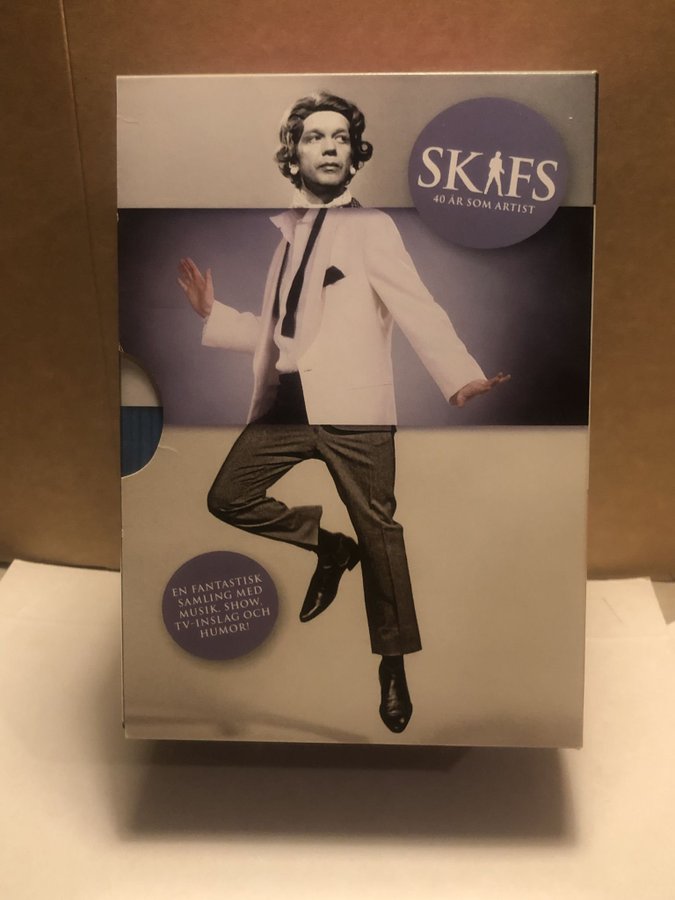 SKIFS
40 ÅR SOM ARTIST
EN FANTASTISK
SAMLING MED
MUSIK, SHOW,
TV-INSLAG OCH
HUMOR!